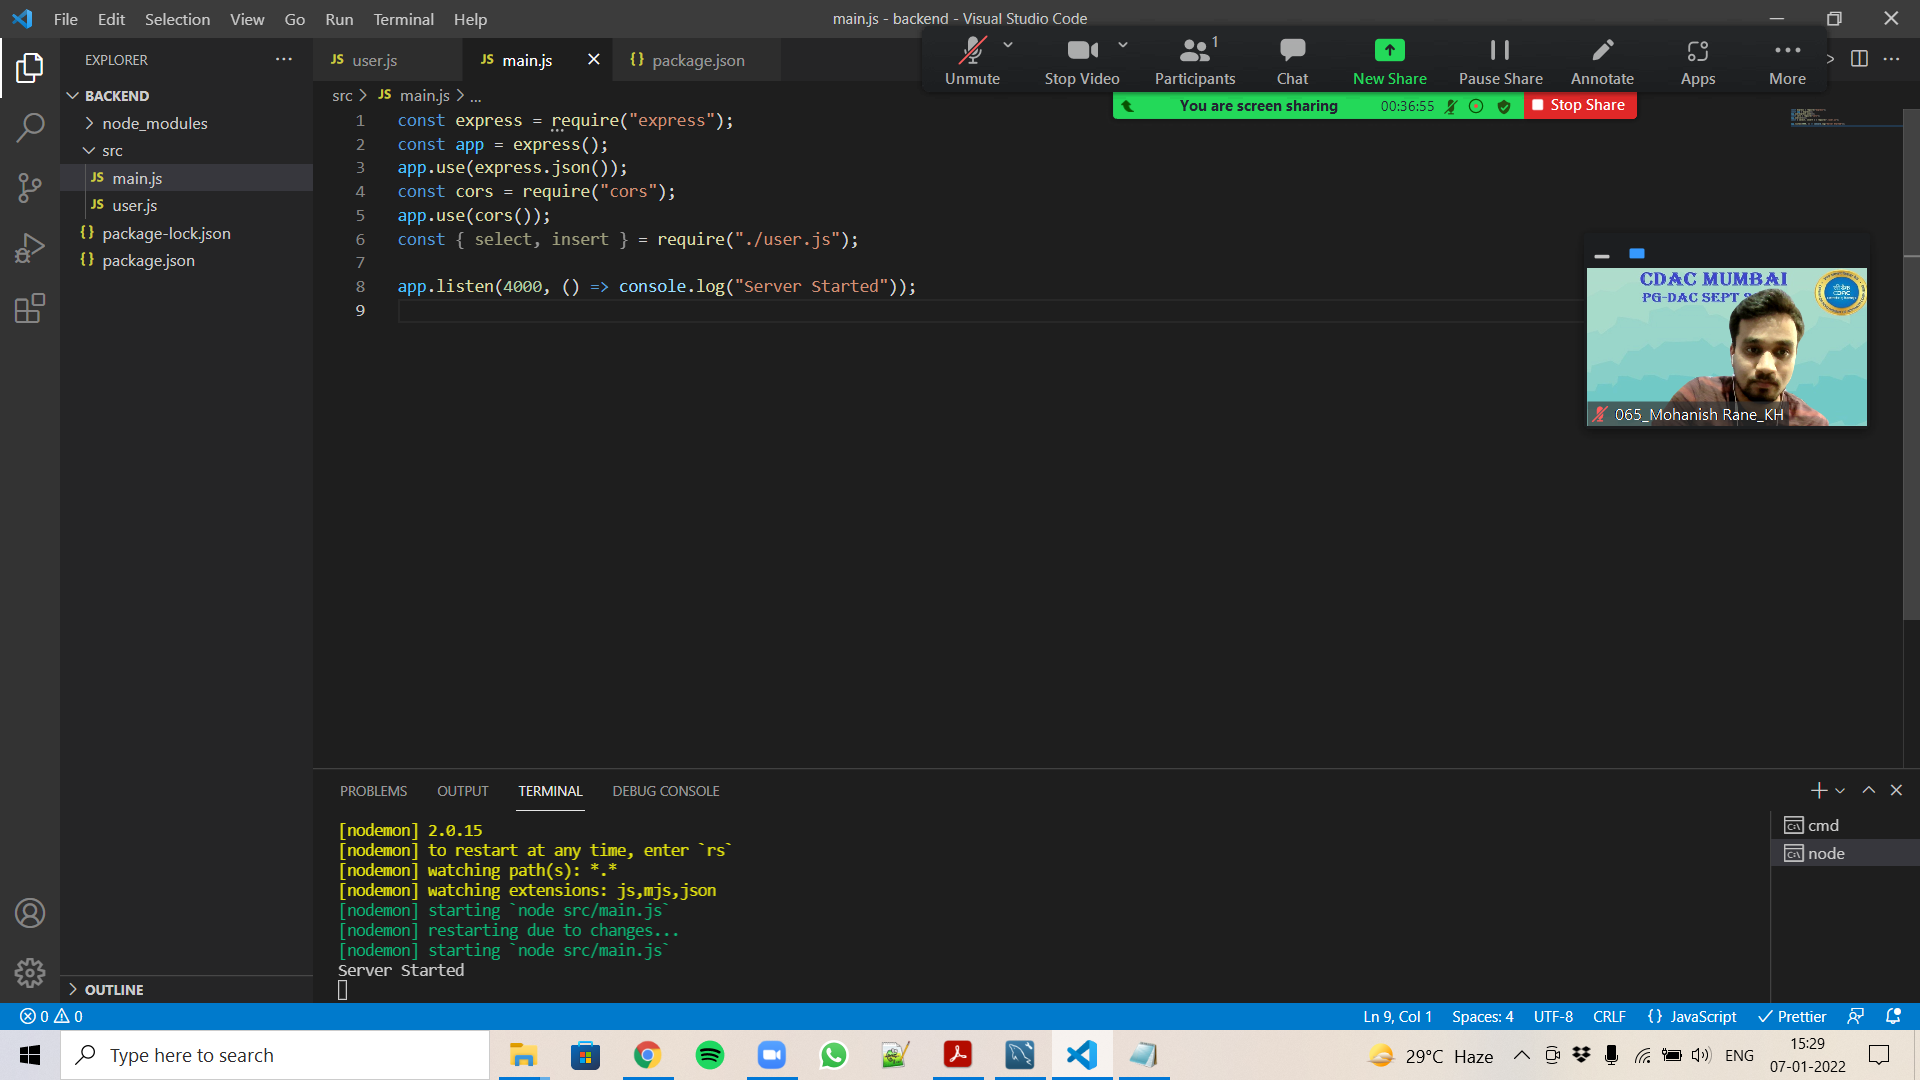 File Edit Selection View Go Run Terminal Help
main.js - backend - Visual Studio Code
Unmute Stop Video Participants 1 Chat New Share Pause Share Annotate Apps More
You are screen sharing 00:36:55 Stop Share
EXPLORER
BACKEND
node_modules
src
JS main.js
JS user.js
{} package-lock.json
{} package.json
OUTLINE
JS user.js JS main.js {} package.json
src > JS main.js > ...
1 const express = require("express");
2 const app = express();
3 app.use(express.json());
4 const cors = require("cors");
5 app.use(cors());
6 const { select, insert } = require("./user.js");
7
8 app.listen(4000, () => console.log("Server Started"));
9
CDAC MUMBAI
PG-DAC SEPT
065_Mohanish Rane_KH
PROBLEMS OUTPUT TERMINAL DEBUG CONSOLE
[nodemon] 2.0.15
[nodemon] to restart at any time, enter `rs`
[nodemon] watching path(s): *.*
[nodemon] watching extensions: js,mjs,json
[nodemon] starting `node src/main.js`
[nodemon] restarting due to changes...
[nodemon] starting `node src/main.js`
Server Started
cmd
node
0 0
Ln 9, Col 1 Spaces: 4 UTF-8 CRLF {} JavaScript Prettier
Type here to search
29°C Haze ENG
15:29
07-01-2022